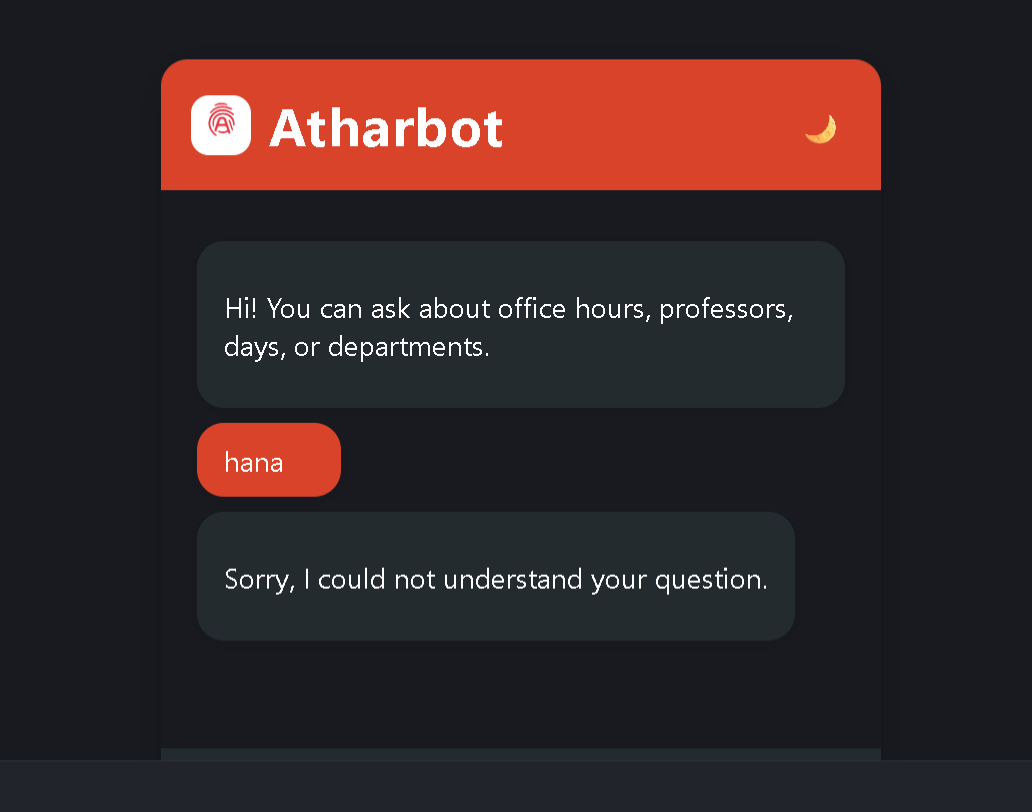 Atharbot
Hi! You can ask about office hours, professors,
days, or departments.
hana
Sorry, I could not understand your question.